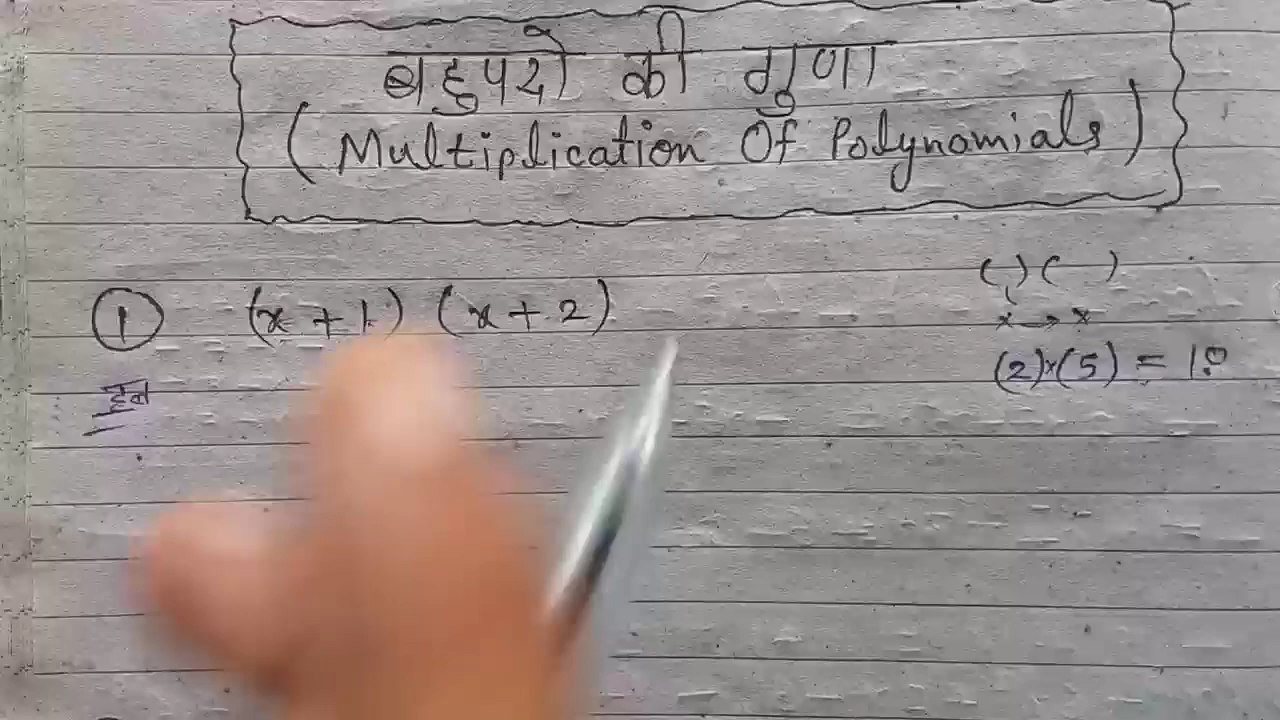 बहुपदो की गुणा
(Multiplication Of Polynomials)
① (x + 1) (x + 2)
( ) ( )
x → x
(2)×(5) = 10
हल